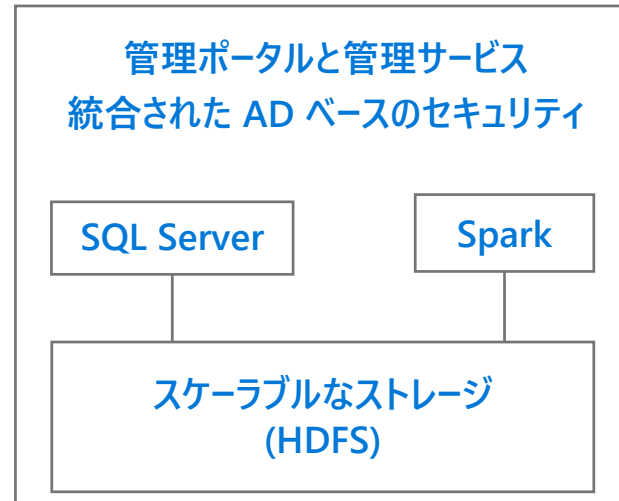 管理ポータルと管理サービス
統合された AD ベースのセキュリティ
SQL Server
Spark
スケーラブルなストレージ
(HDFS)